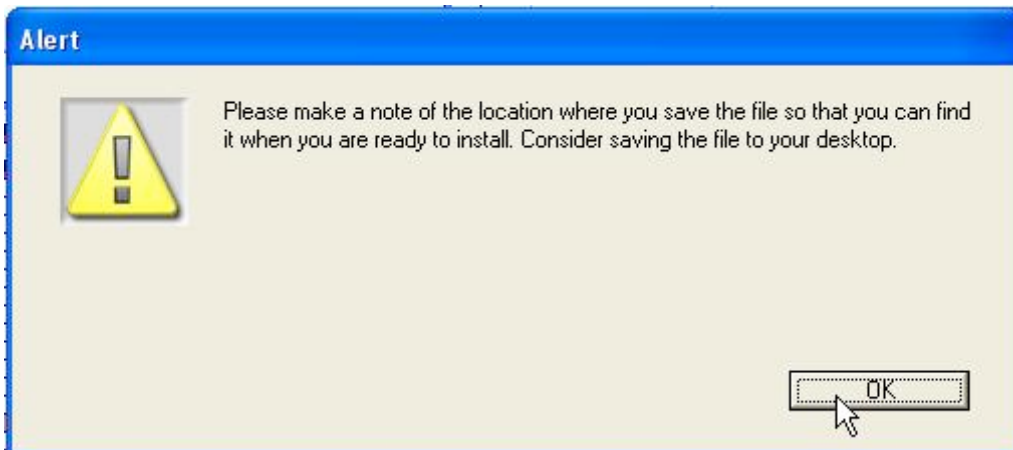 Alert
Please make a note of the location where you save the file so that you can find
it when you are ready to install. Consider saving the file to your desktop.
OK